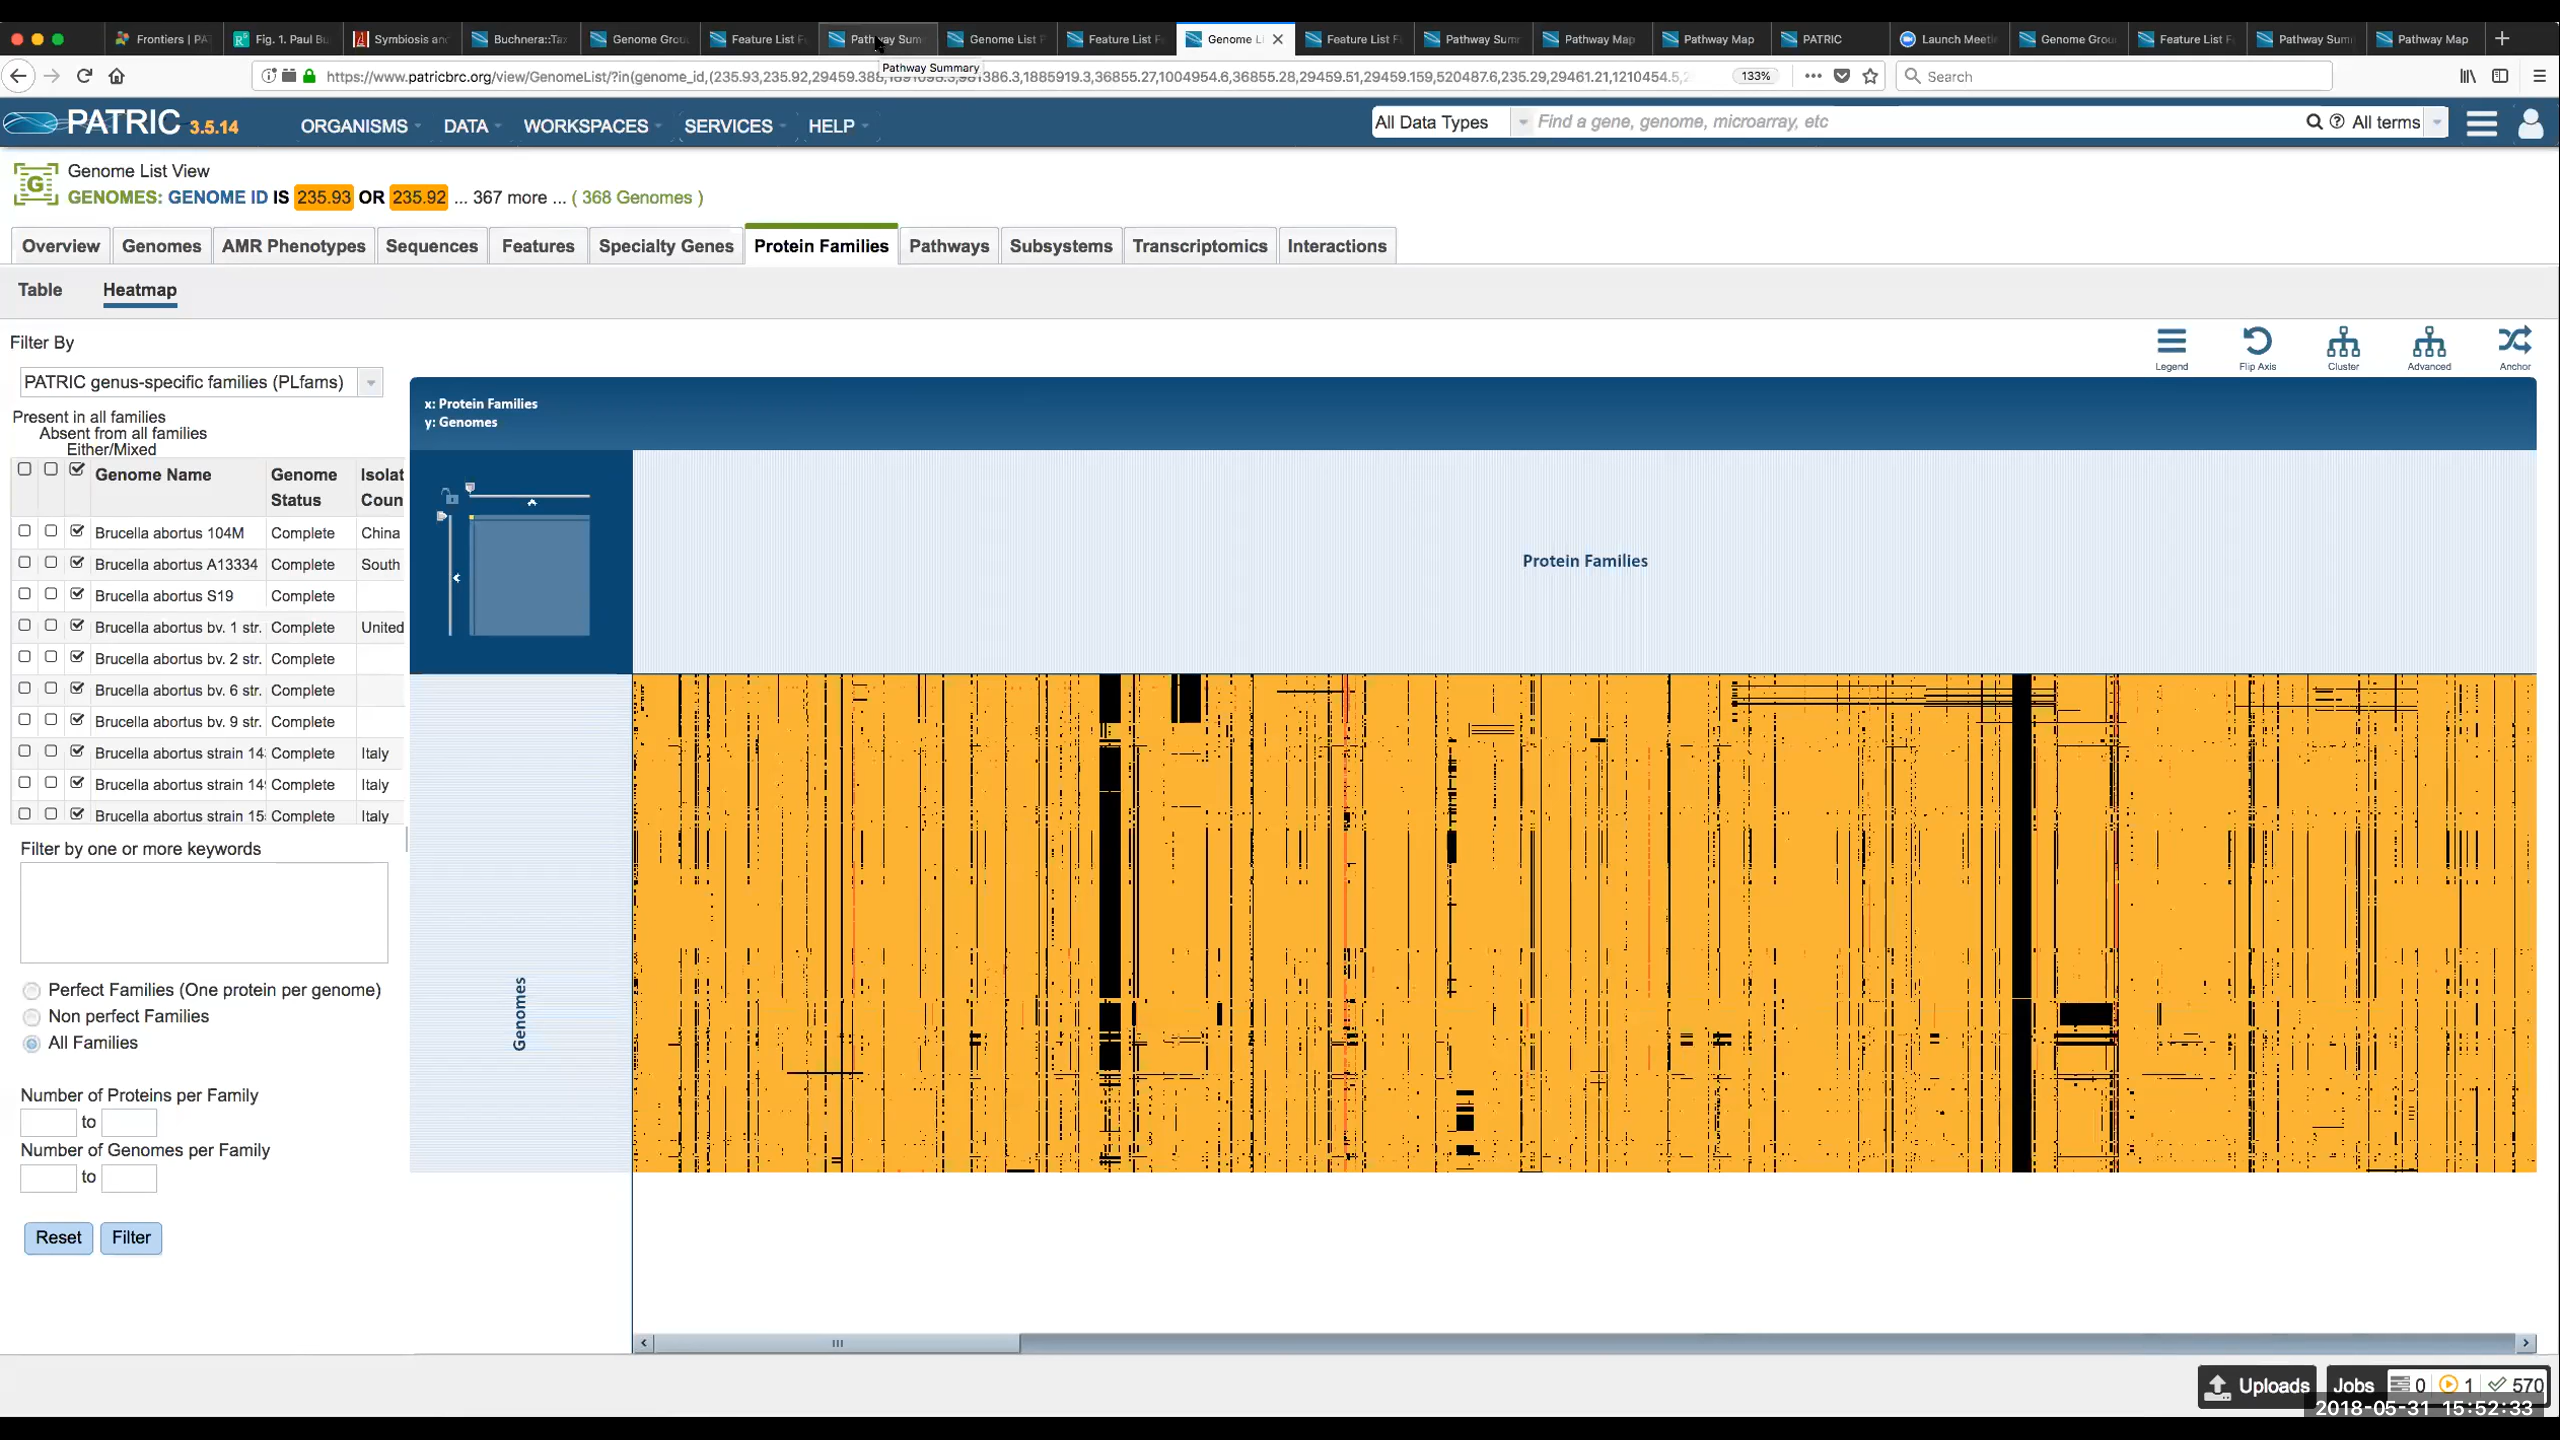 Frontiers | PA
Fig. 1. Paul Bu
Symbiosis and
Buchnera::Tax
Genome Grou
Feature List F
Pathway Sum
Genome List F
Feature List F
Genome Li
Feature List F
Pathway Sum
Pathway Map
Pathway Map
PATRIC
Launch Meeti
Genome Grou
Feature List F
Pathway Sum
Pathway Map
Pathway Summary
133%
Search
PATRIC 3.5.14
ORGANISMS
DATA
WORKSPACES
SERVICES
HELP
All Data Types
Find a gene, genome, microarray, etc
All terms
Genome List View
GENOMES: GENOME ID IS 235.93 OR 235.92 ... 367 more ... ( 368 Genomes )
Overview
Genomes
AMR Phenotypes
Sequences
Features
Specialty Genes
Protein Families
Pathways
Subsystems
Transcriptomics
Interactions
Table
Heatmap
Filter By
Legend
Flip Axis
Cluster
Advanced
Anchor
PATRIC genus-specific families (PLfams)
Present in all families
Absent from all families
Either/Mixed
Genome Name
Genome Status
Isolat Coun
Brucella abortus 104M Complete China
Brucella abortus A13334 Complete South
Brucella abortus S19 Complete
Brucella abortus bv. 1 str. Complete United
Brucella abortus bv. 2 str. Complete
Brucella abortus bv. 6 str. Complete
Brucella abortus bv. 9 str. Complete
Brucella abortus strain 14 Complete Italy
Brucella abortus strain 14 Complete Italy
Brucella abortus strain 15 Complete Italy
x: Protein Families
y: Genomes
Protein Families
Genomes
Filter by one or more keywords
Perfect Families (One protein per genome)
Non perfect Families
All Families
Number of Proteins per Family
to
Number of Genomes per Family
to
Reset
Filter
Uploads
Jobs 0 1 570
2018-05-31 15:52:33